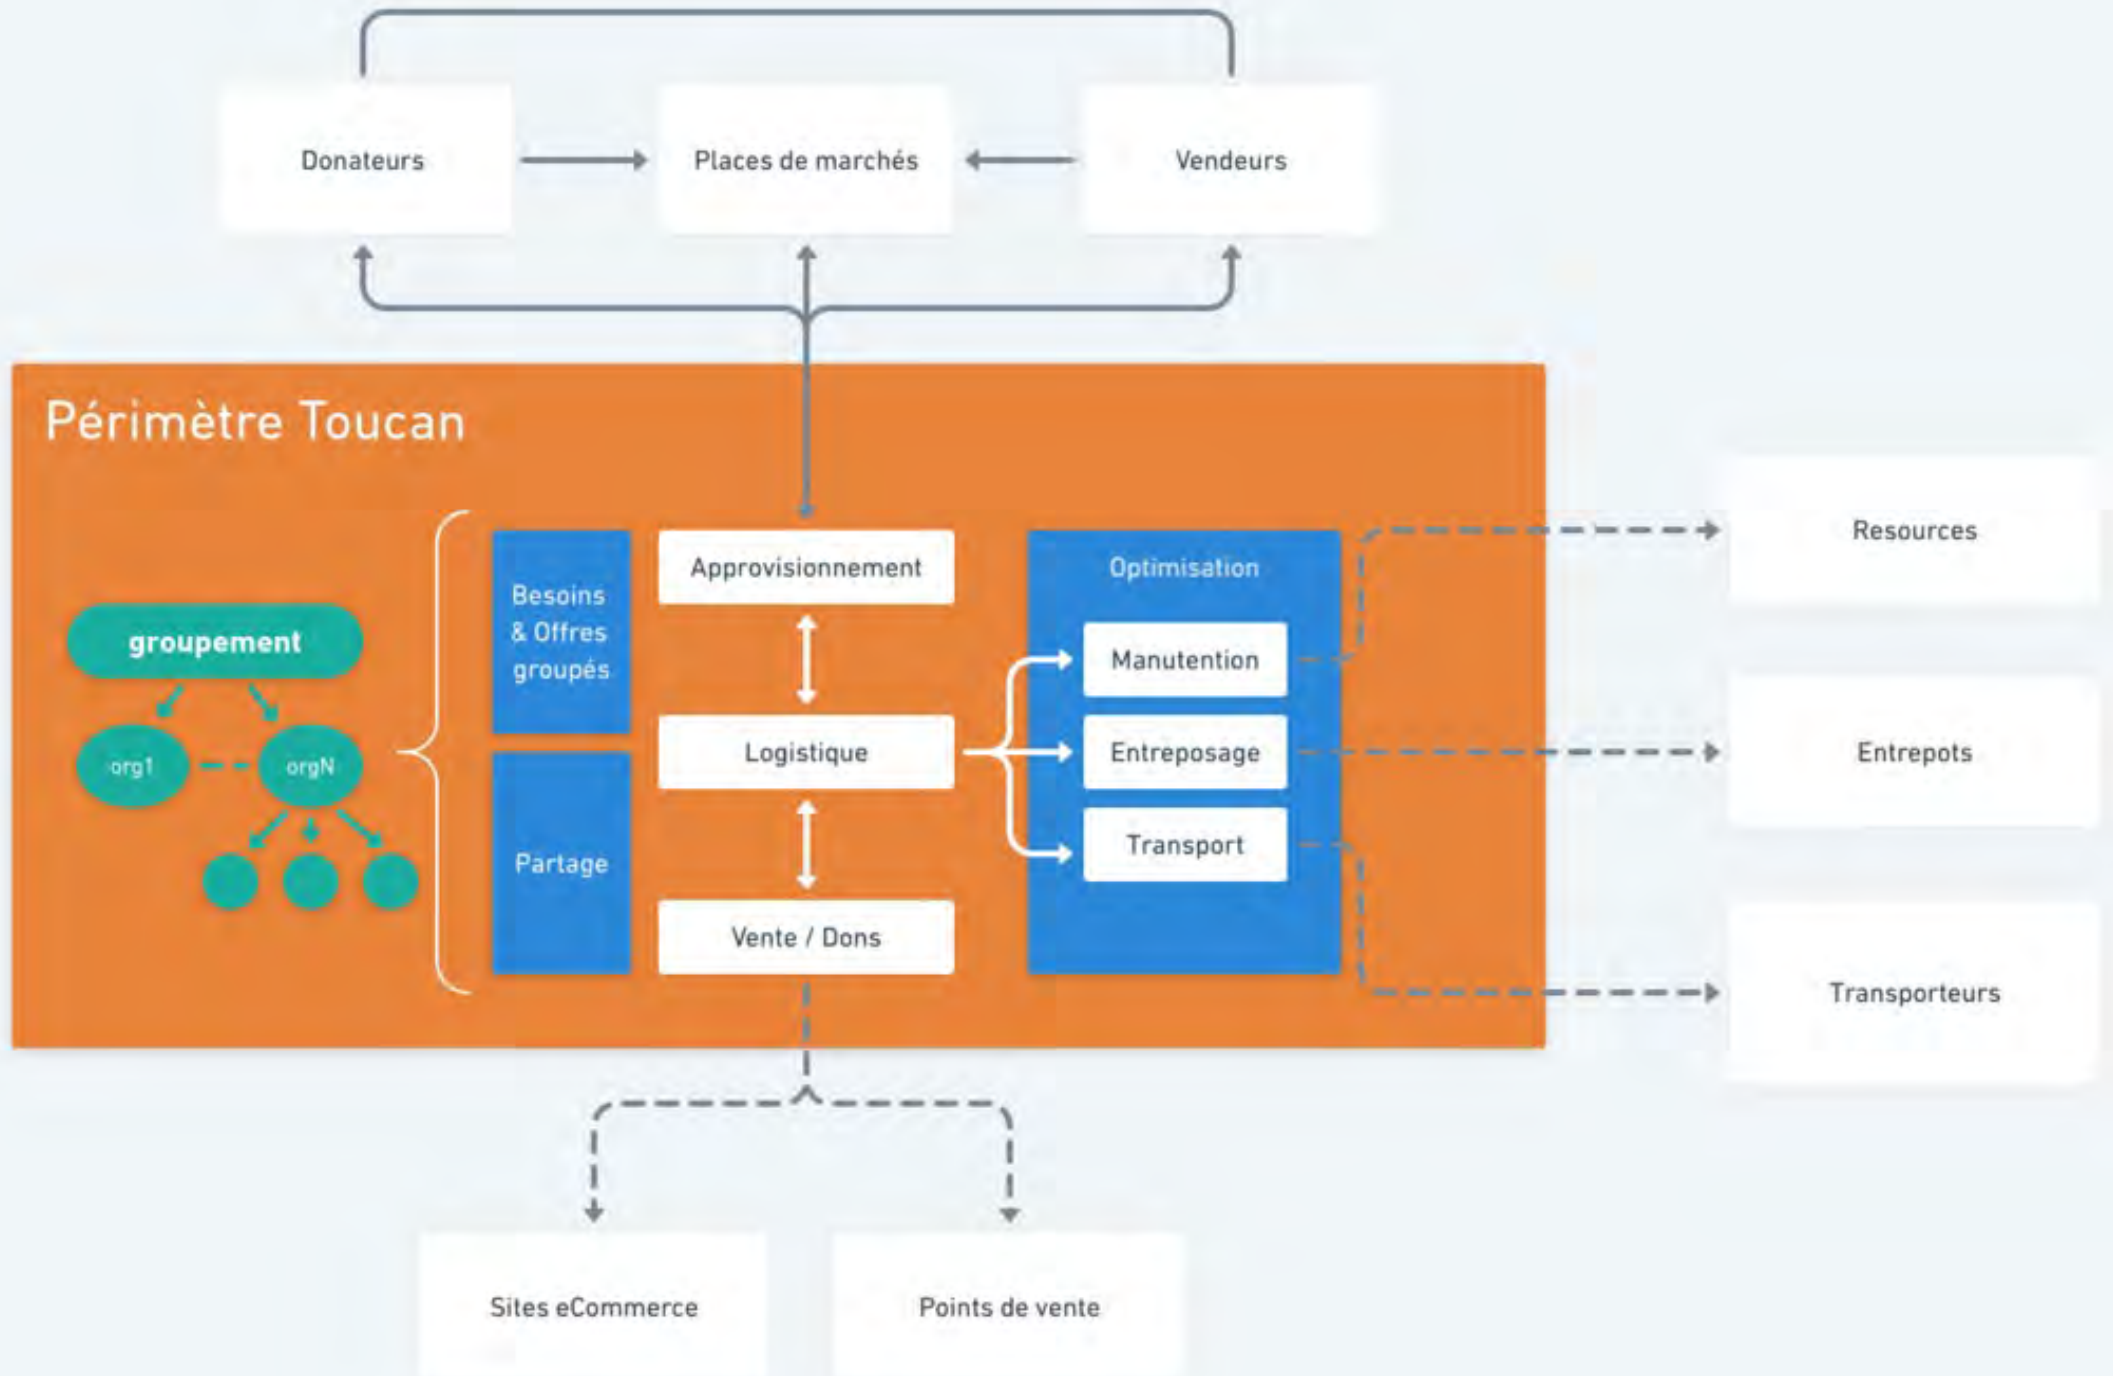 Donateurs
Places de marchés
Vendeurs
Périmètre Toucan
groupement
org1
orgN
Besoins
& Offres
groupés
Partage
Approvisionnement
Logistique
Vente / Dons
Optimisation
Manutention
Entreposage
Transport
Resources
Entrepots
Transporteurs
Sites eCommerce
Points de vente